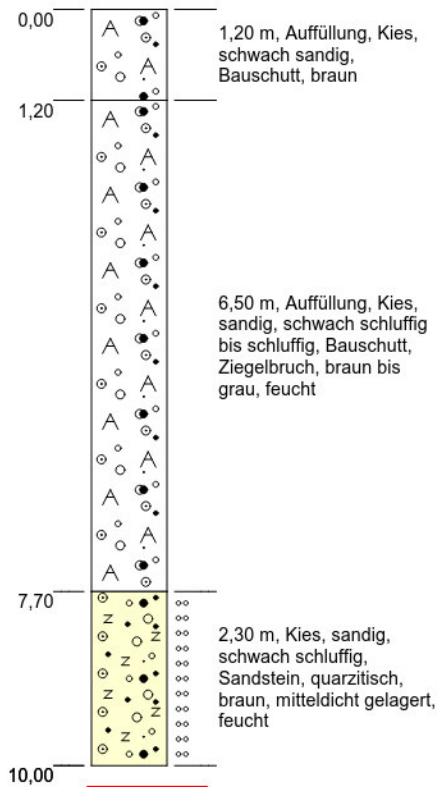 0,00
1,20 m, Auffüllung, Kies,
schwach sandig,
Bauschutt, braun
1,20
6,50 m, Auffüllung, Kies,
sandig, schwach schluffig
bis schluffig, Bauschutt,
Ziegelbruch, braun bis
grau, feucht
7,70
2,30 m, Kies, sandig,
schwach schluffig,
Sandstein, quarzitisch,
braun, mitteldicht gelagert,
feucht
10,00